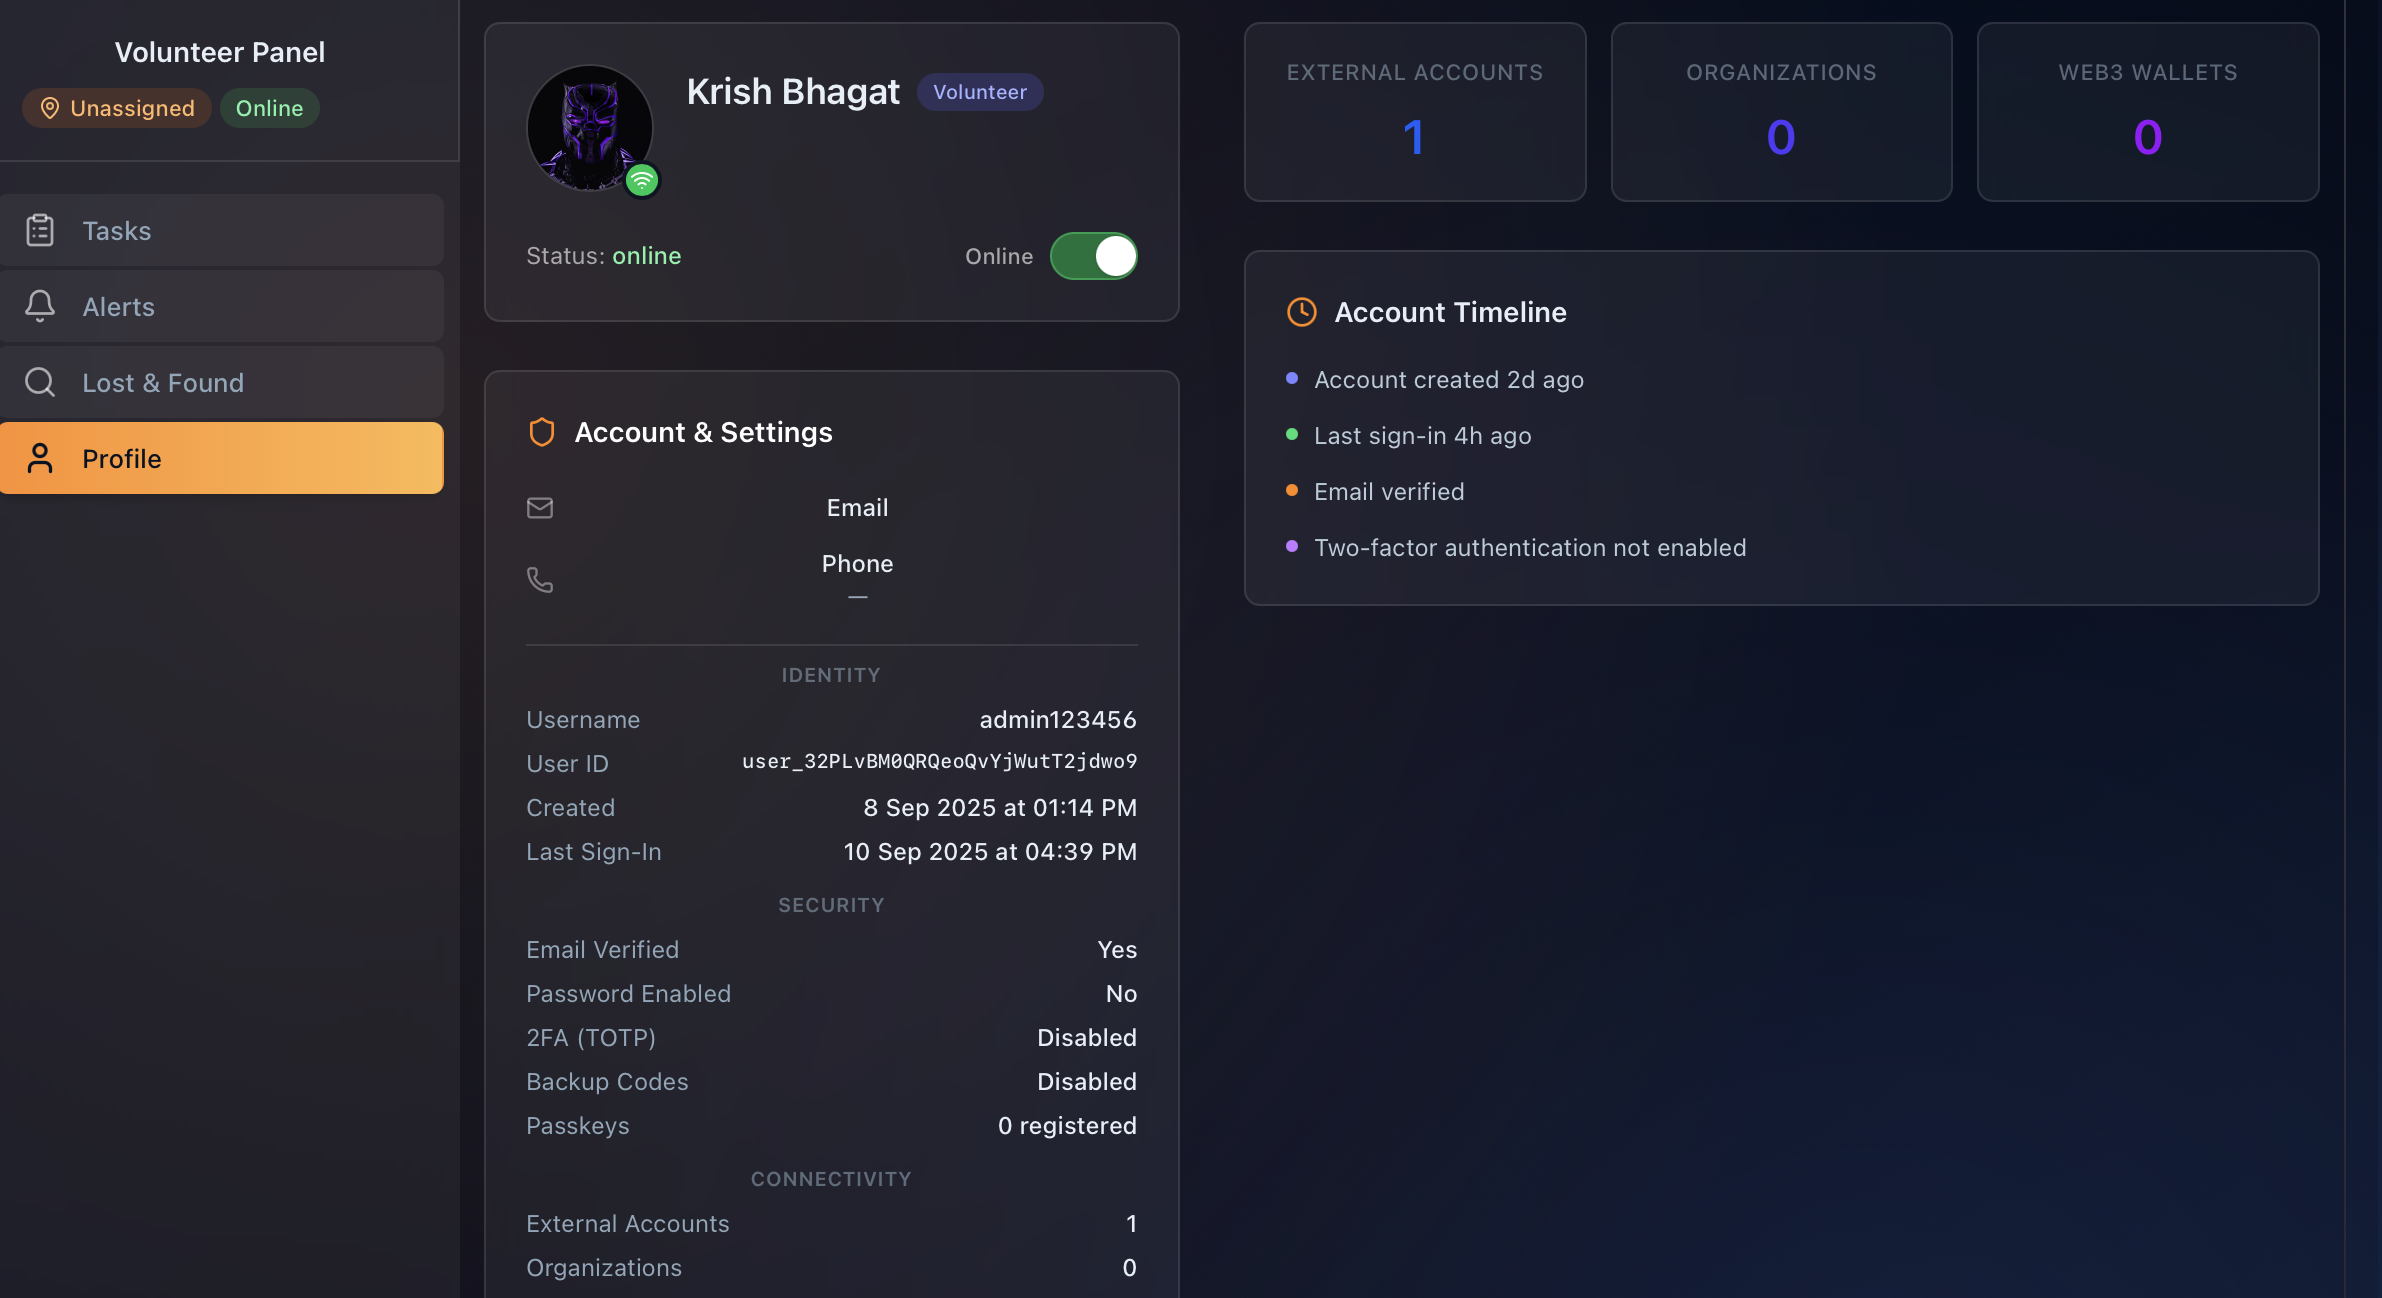 Volunteer Panel
Unassigned Online
Tasks
Alerts
Lost & Found
Profile
Krish Bhagat Volunteer
Status: online Online
Account & Settings
Email
Phone
—
IDENTITY
Username admin123456
User ID user_32PLvBM0QRQeoQvYjWutT2jdwo9
Created 8 Sep 2025 at 01:14 PM
Last Sign-In 10 Sep 2025 at 04:39 PM
SECURITY
Email Verified Yes
Password Enabled No
2FA (TOTP) Disabled
Backup Codes Disabled
Passkeys 0 registered
CONNECTIVITY
External Accounts 1
Organizations 0
EXTERNAL ACCOUNTS
1
ORGANIZATIONS
0
WEB3 WALLETS
0
Account Timeline
Account created 2d ago
Last sign-in 4h ago
Email verified
Two-factor authentication not enabled